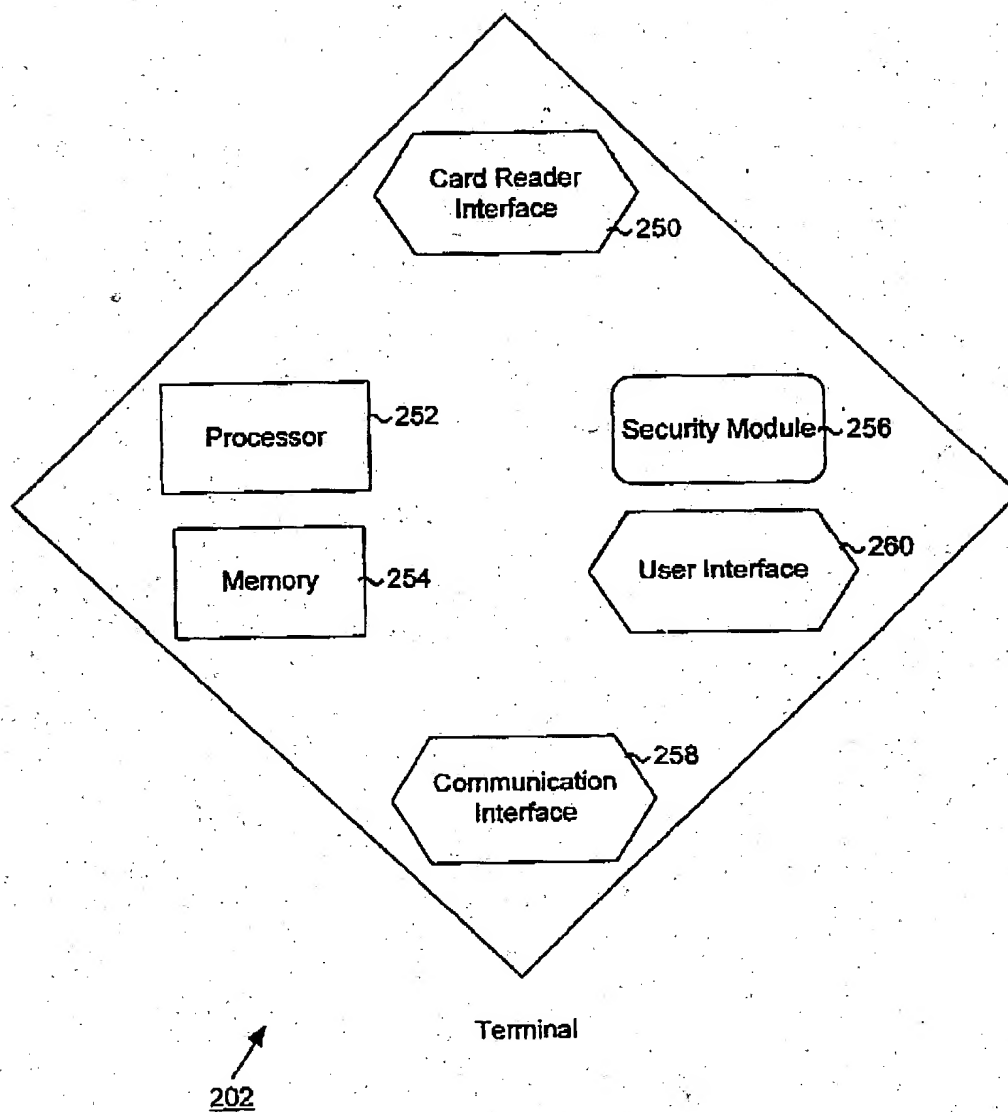 Card Reader
Interface
250
Processor
252
Security Module
256
Memory
254
User Interface
260
Communication
Interface
258
Terminal
202